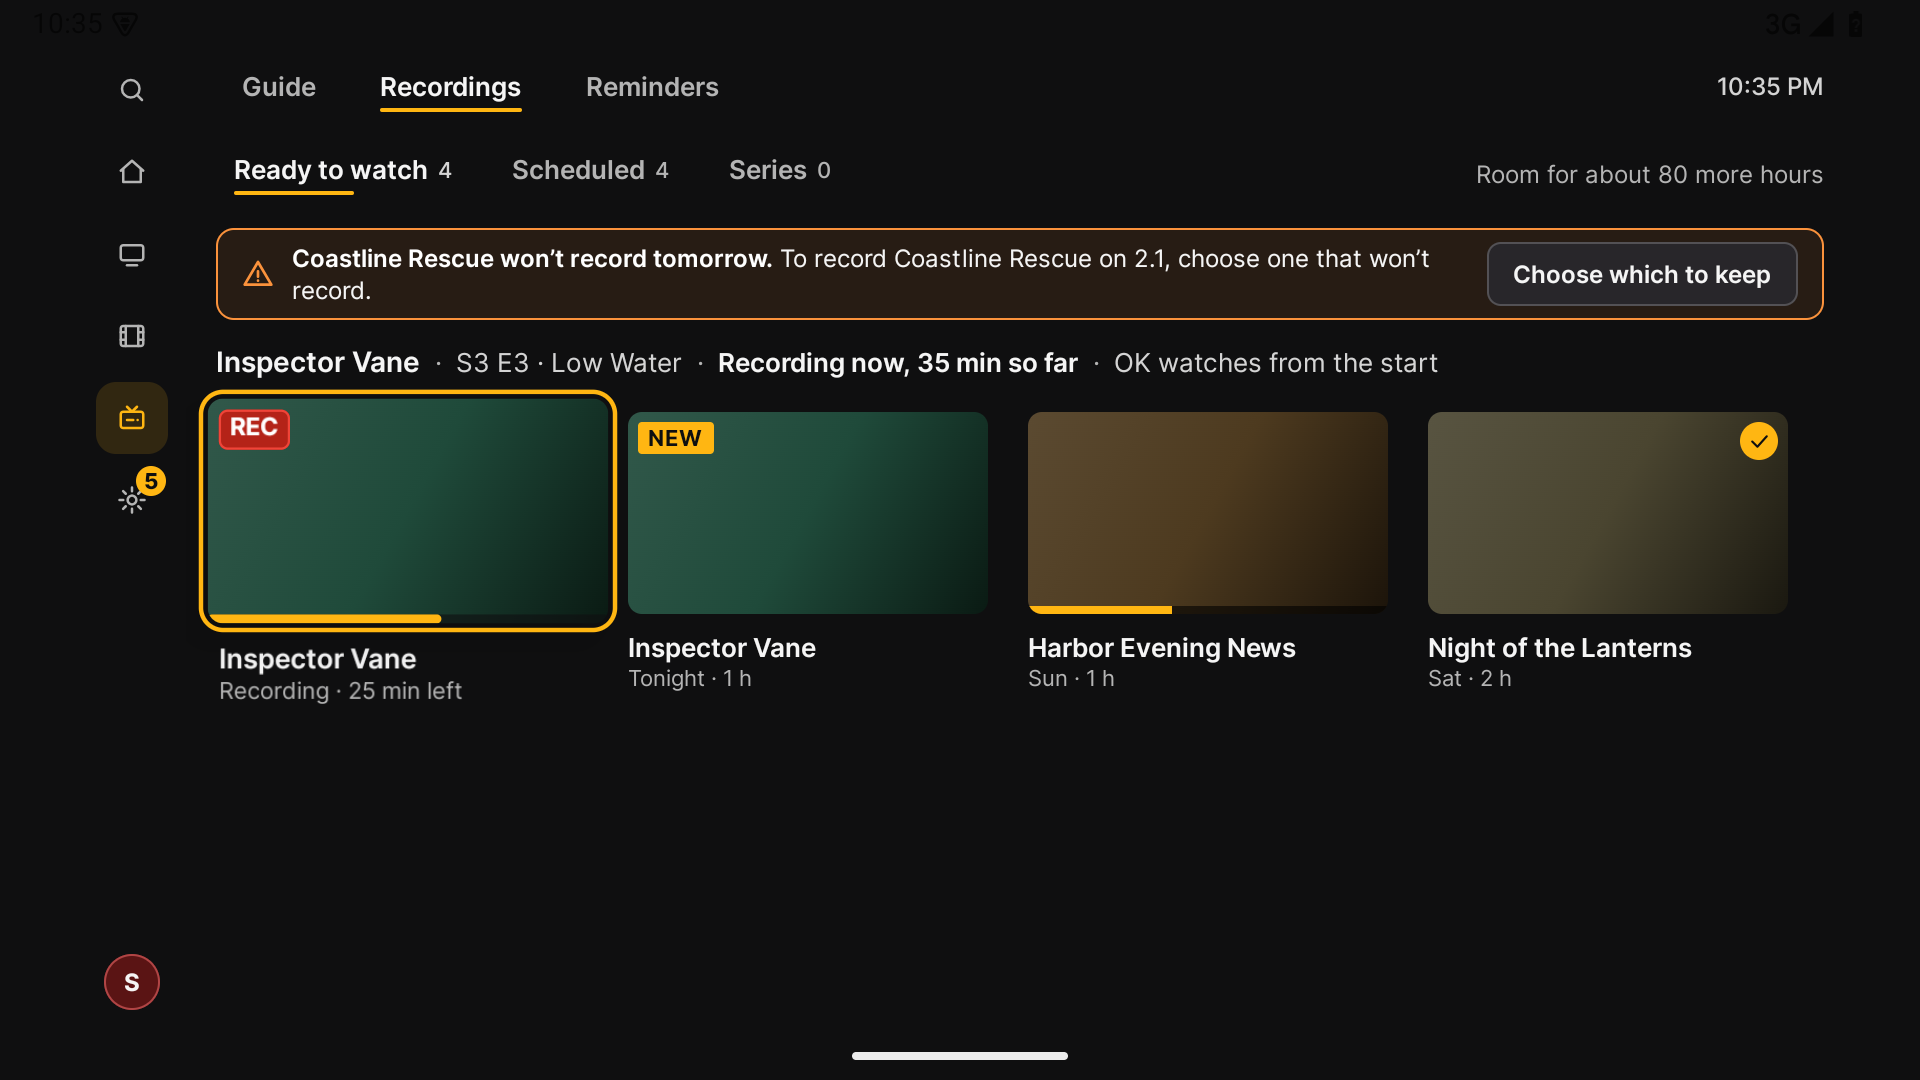 10:35
3G
Guide
Recordings
Reminders
10:35 PM
Ready to watch 4
Scheduled 4
Series 0
Room for about 80 more hours
Coastline Rescue won’t record tomorrow. To record Coastline Rescue on 2.1, choose one that won’t
record.
Choose which to keep
Inspector Vane · S3 E3 · Low Water · Recording now, 35 min so far · OK watches from the start
REC
NEW
5
Inspector Vane
Recording · 25 min left
Inspector Vane
Tonight · 1 h
Harbor Evening News
Sun · 1 h
Night of the Lanterns
Sat · 2 h
S